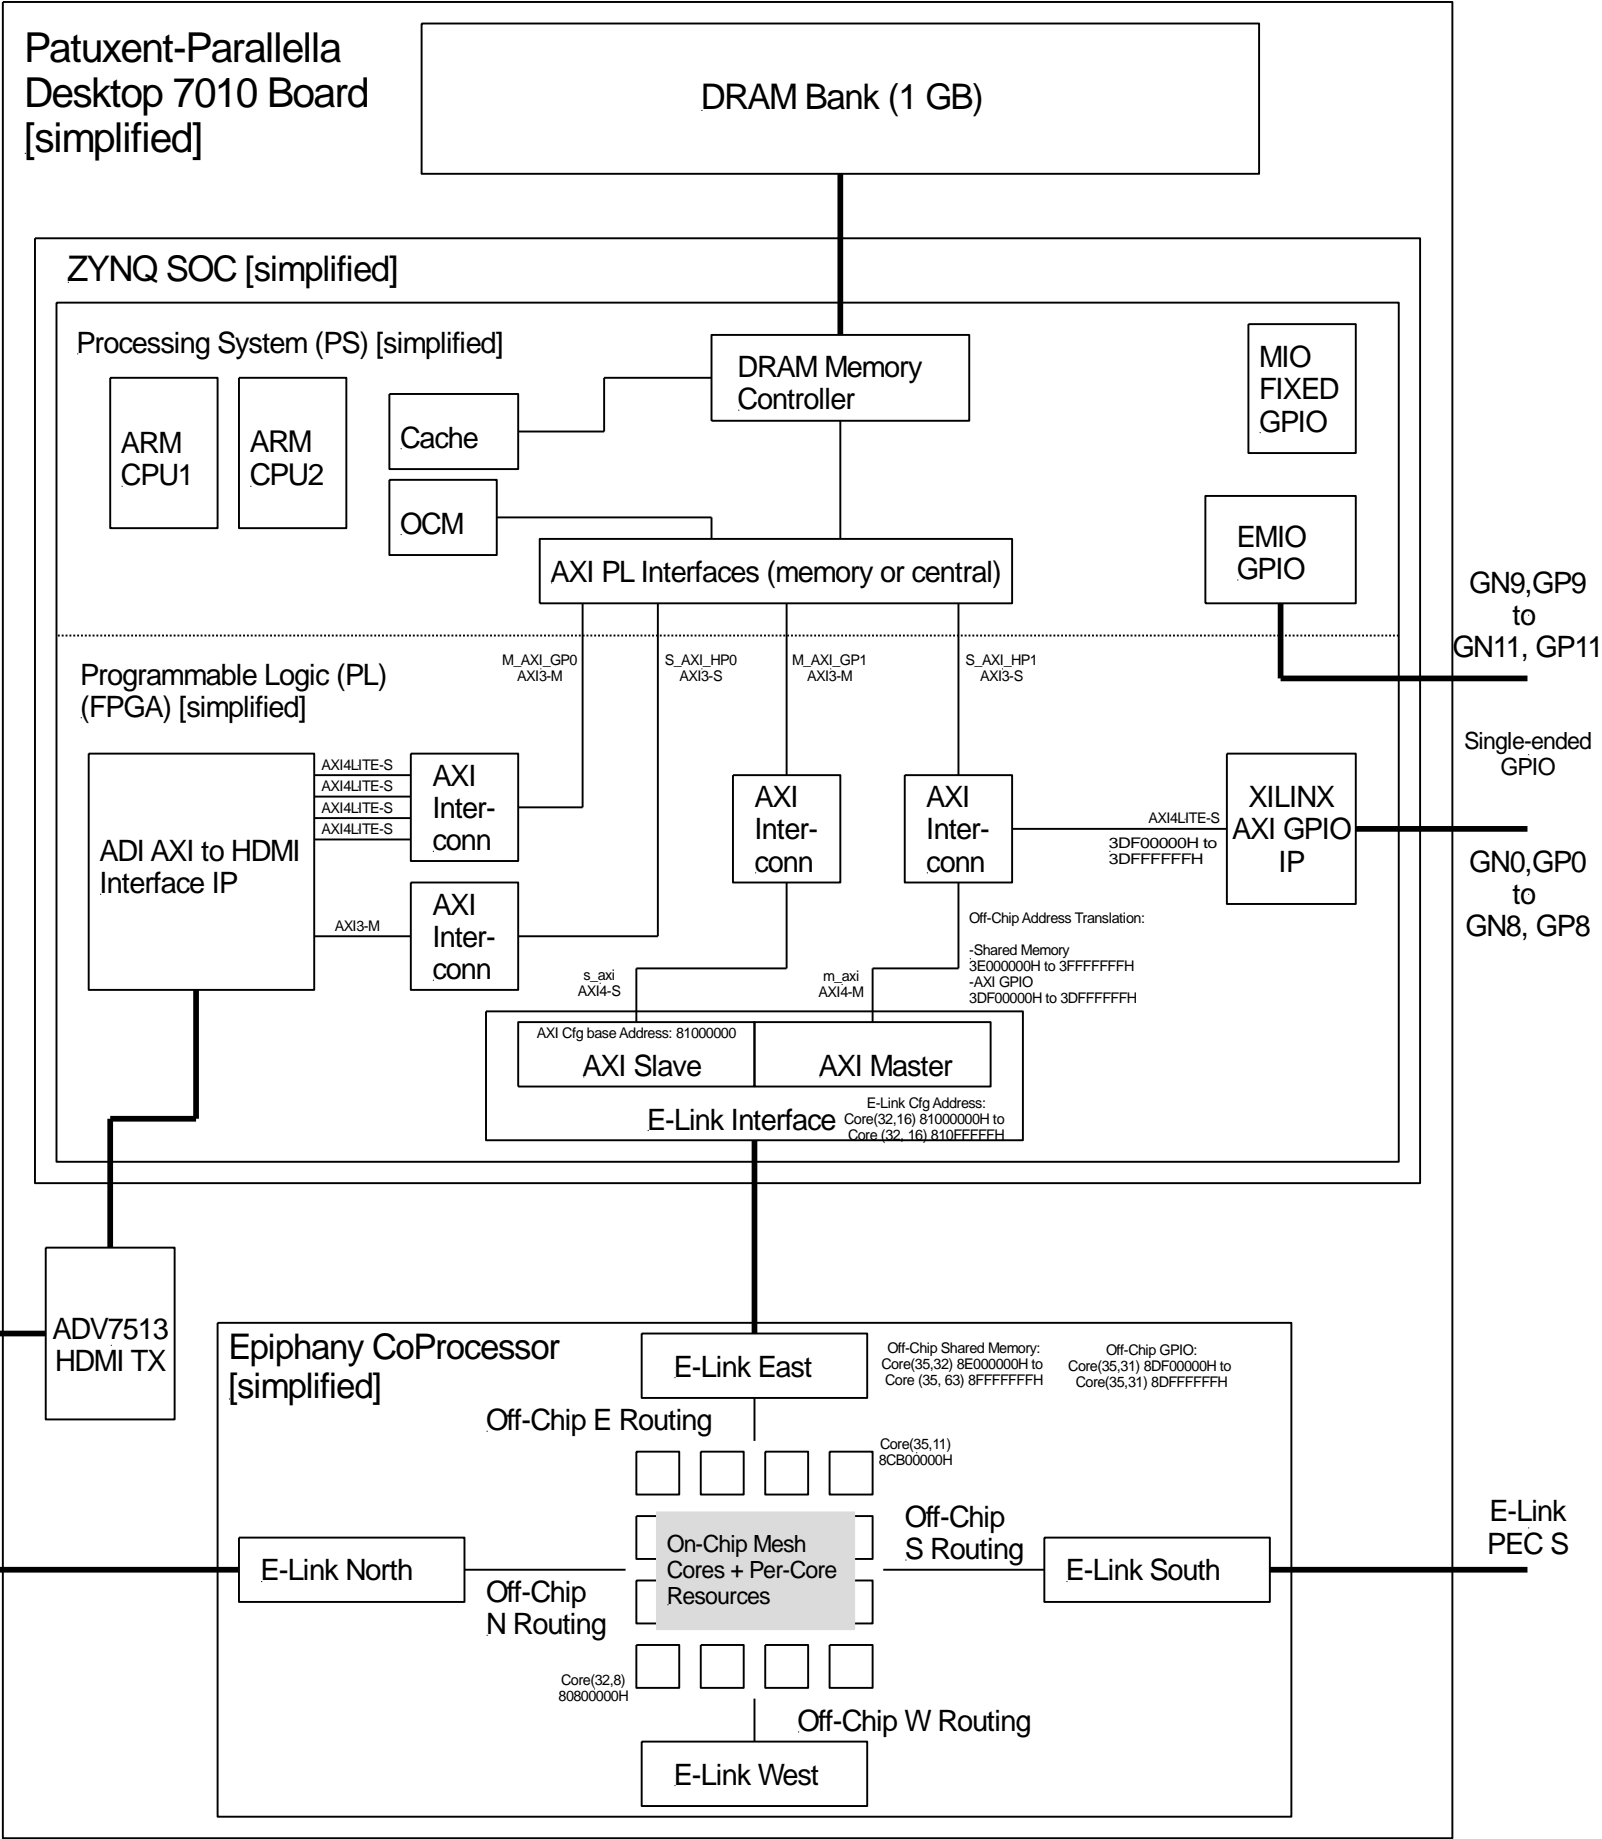 Patuxent-Parallella
Desktop 7010 Board
[simplified]
DRAM Bank (1 GB)
ZYNQ SOC [simplified]
Processing System (PS) [simplified]
ARM
CPU1
ARM
CPU2
Cache
OCM
DRAM Memory
Controller
MIO
FIXED
GPIO
EMIO
GPIO
AXI PL Interfaces (memory or central)
GN9,GP9
to
GN11, GP11
Programmable Logic (PL)
(FPGA) [simplified]
M_AXI_GP0
AXI3-M
S_AXI_HP0
AXI3-S
M_AXI_GP1
AXI3-M
S_AXI_HP1
AXI3-S
Single-ended
GPIO
ADI AXI to HDMI
Interface IP
AXI4LITE-S
AXI4LITE-S
AXI4LITE-S
AXI4LITE-S
AXI
Inter-
conn
AXI3-M
AXI
Inter-
conn
AXI
Inter-
conn
AXI
Inter-
conn
AXI4LITE-S
3DF00000H to
3DFFFFFFH
XILINX
AXI GPIO
IP
GN0,GP0
to
GN8, GP8
Off-Chip Address Translation:
-Shared Memory
3E000000H to 3FFFFFFFH
-AXI GPIO
3DF00000H to 3DFFFFFFH
s_axi
AXI4-S
m_axi
AXI4-M
AXI Cfg base Address: 81000000
AXI Slave
AXI Master
E-Link Interface
E-Link Cfg Address:
Core(32,16) 81000000H to
Core (32, 16) 810FFFFFH
ADV7513
HDMI TX
Epiphany CoProcessor
[simplified]
E-Link East
Off-Chip Shared Memory:
Core(35,32) 8E000000H to
Core (35, 63) 8FFFFFFFH
Off-Chip GPIO:
Core(35,31) 8DF00000H to
Core(35,31) 8DFFFFFFH
Off-Chip E Routing
Core(35,11)
8CB00000H
E-Link North
Off-Chip
N Routing
On-Chip Mesh
Cores + Per-Core
Resources
Off-Chip
S Routing
E-Link South
E-Link
PEC S
Core(32,8)
80800000H
Off-Chip W Routing
E-Link West